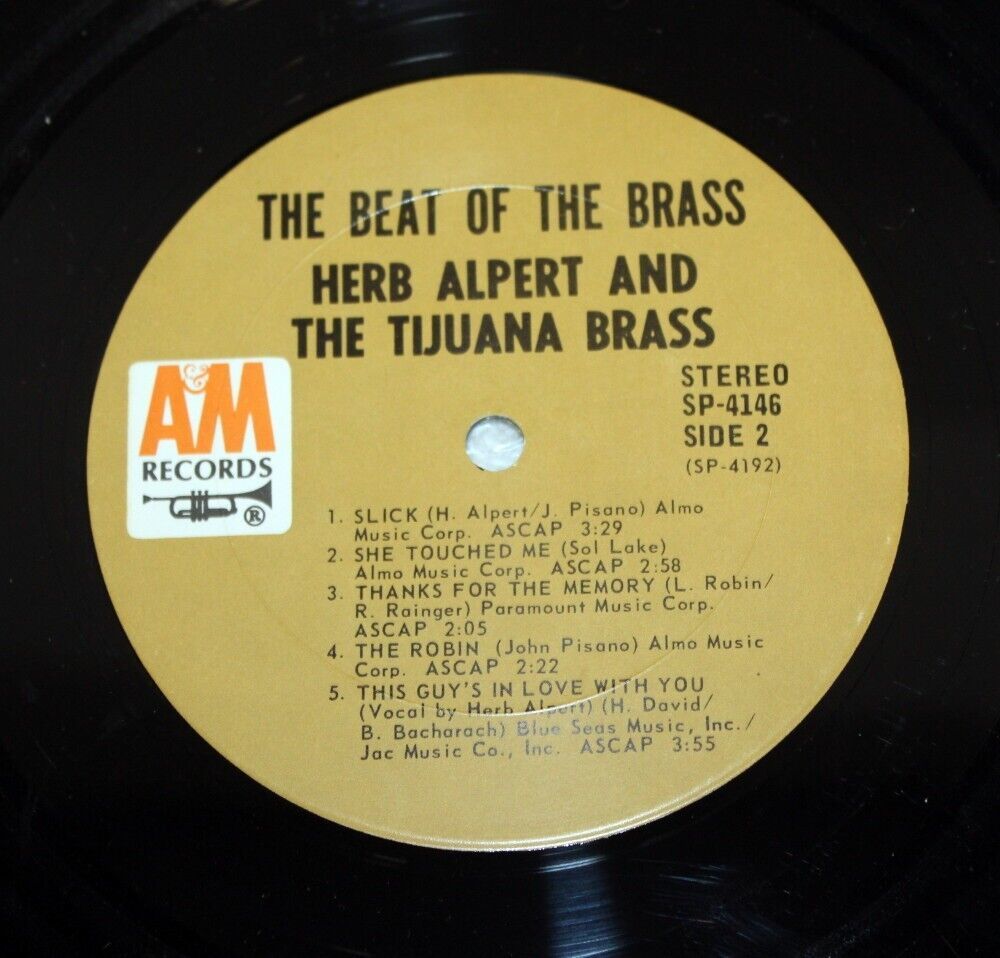 THE BEAT OF THE BRASS
HERB ALPERT AND
THE TIJUANA BRASS
A&M
RECORDS
®
STEREO
SP-4146
SIDE 2
(SP-4192)
1. SLICK (H. Alpert/J. Pisano) Almo
Music Corp. ASCAP 3:29
2. SHE TOUCHED ME (Sol Lake)
Almo Music Corp. ASCAP 2:58
3. THANKS FOR THE MEMORY (L. Robin/
R. Rainger) Paramount Music Corp.
ASCAP 2:05
4. THE ROBIN (John Pisano) Almo Music
Corp. ASCAP 2:22
5. THIS GUY'S IN LOVE WITH YOU
(Vocal by Herb Alpert) (H. David/
B. Bacharach) Blue Seas Music, Inc./
Jac Music Co., Inc. ASCAP 3:55